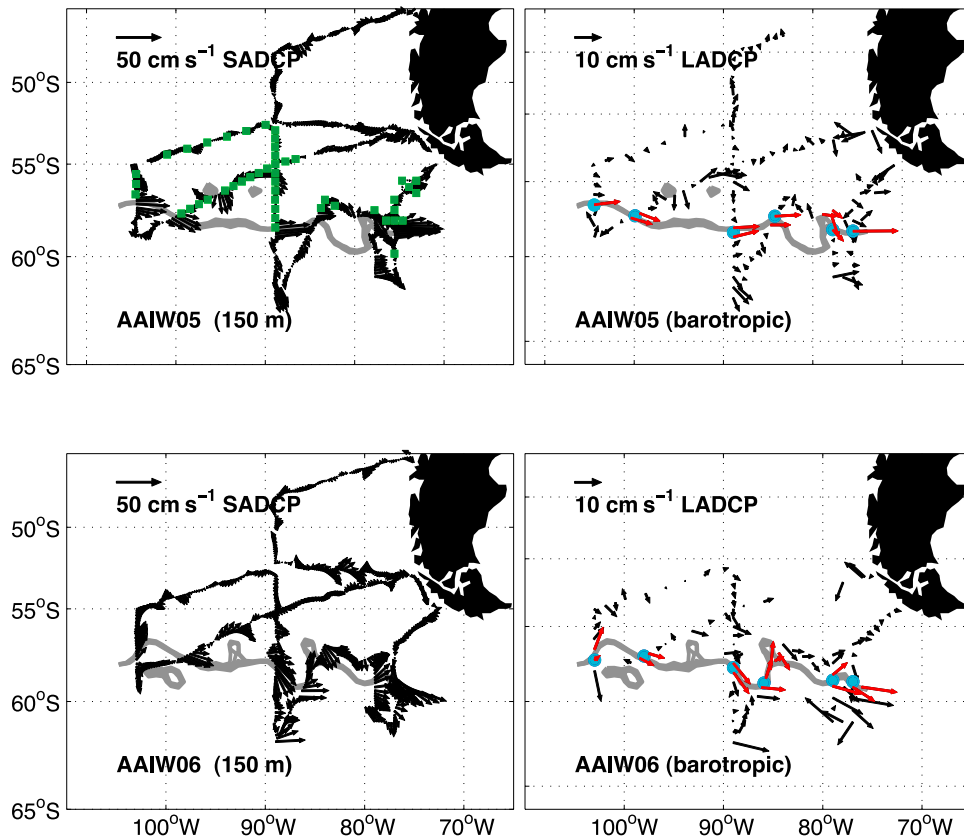 50 cm s⁻¹ SADCP
10 cm s⁻¹ LADCP
50°S
55°S
60°S
AAIW05 (150 m)
AAIW05 (barotropic)
65°S
50 cm s⁻¹ SADCP
10 cm s⁻¹ LADCP
50°S
55°S
60°S
AAIW06 (150 m)
AAIW06 (barotropic)
65°S
100°W 90°W 80°W 70°W
100°W 90°W 80°W 70°W